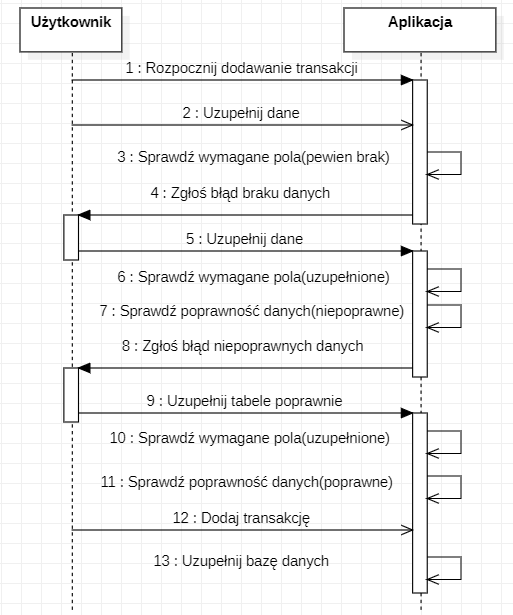 Użytkownik
Aplikacja
1 : Rozpocznij dodawanie transakcji
2 : Uzupełnij dane
3 : Sprawdź wymagane pola(pewien brak)
4 : Zgłoś błąd braku danych
5 : Uzupełnij dane
6 : Sprawdź wymagane pola(uzupełnione)
7 : Sprawdź poprawność danych(niepoprawne)
8 : Zgłoś błąd niepoprawnych danych
9 : Uzupełnij tabele poprawnie
10 : Sprawdź wymagane pola(uzupełnione)
11 : Sprawdź poprawność danych(poprawne)
12 : Dodaj transakcję
13 : Uzupełnij bazę danych